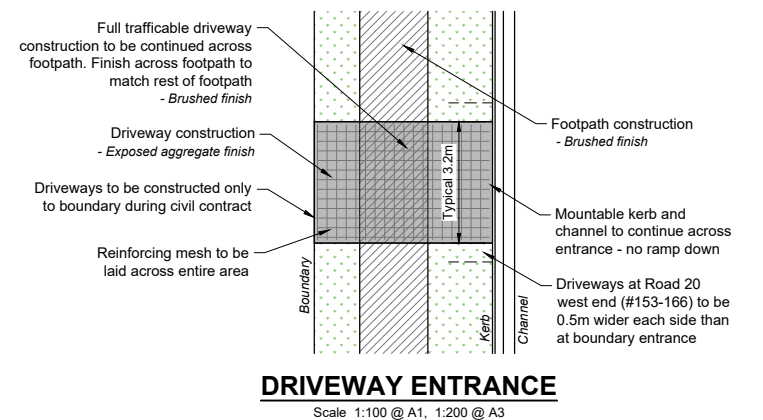 Full trafficable driveway
construction to be continued across
footpath. Finish across footpath to
match rest of footpath
- Brushed finish
Driveway construction
- Exposed aggregate finish
Driveways to be constructed only
to boundary during civil contract
Reinforcing mesh to be
laid across entire area
Boundary
Typical 3.2m
Kerb
Channel
Footpath construction
- Brushed finish
Mountable kerb and
channel to continue across
entrance - no ramp down
Driveways at Road 20
west end (#153-166) to be
0.5m wider each side than
at boundary entrance
DRIVEWAY ENTRANCE
Scale 1:100 @ A1, 1:200 @ A3